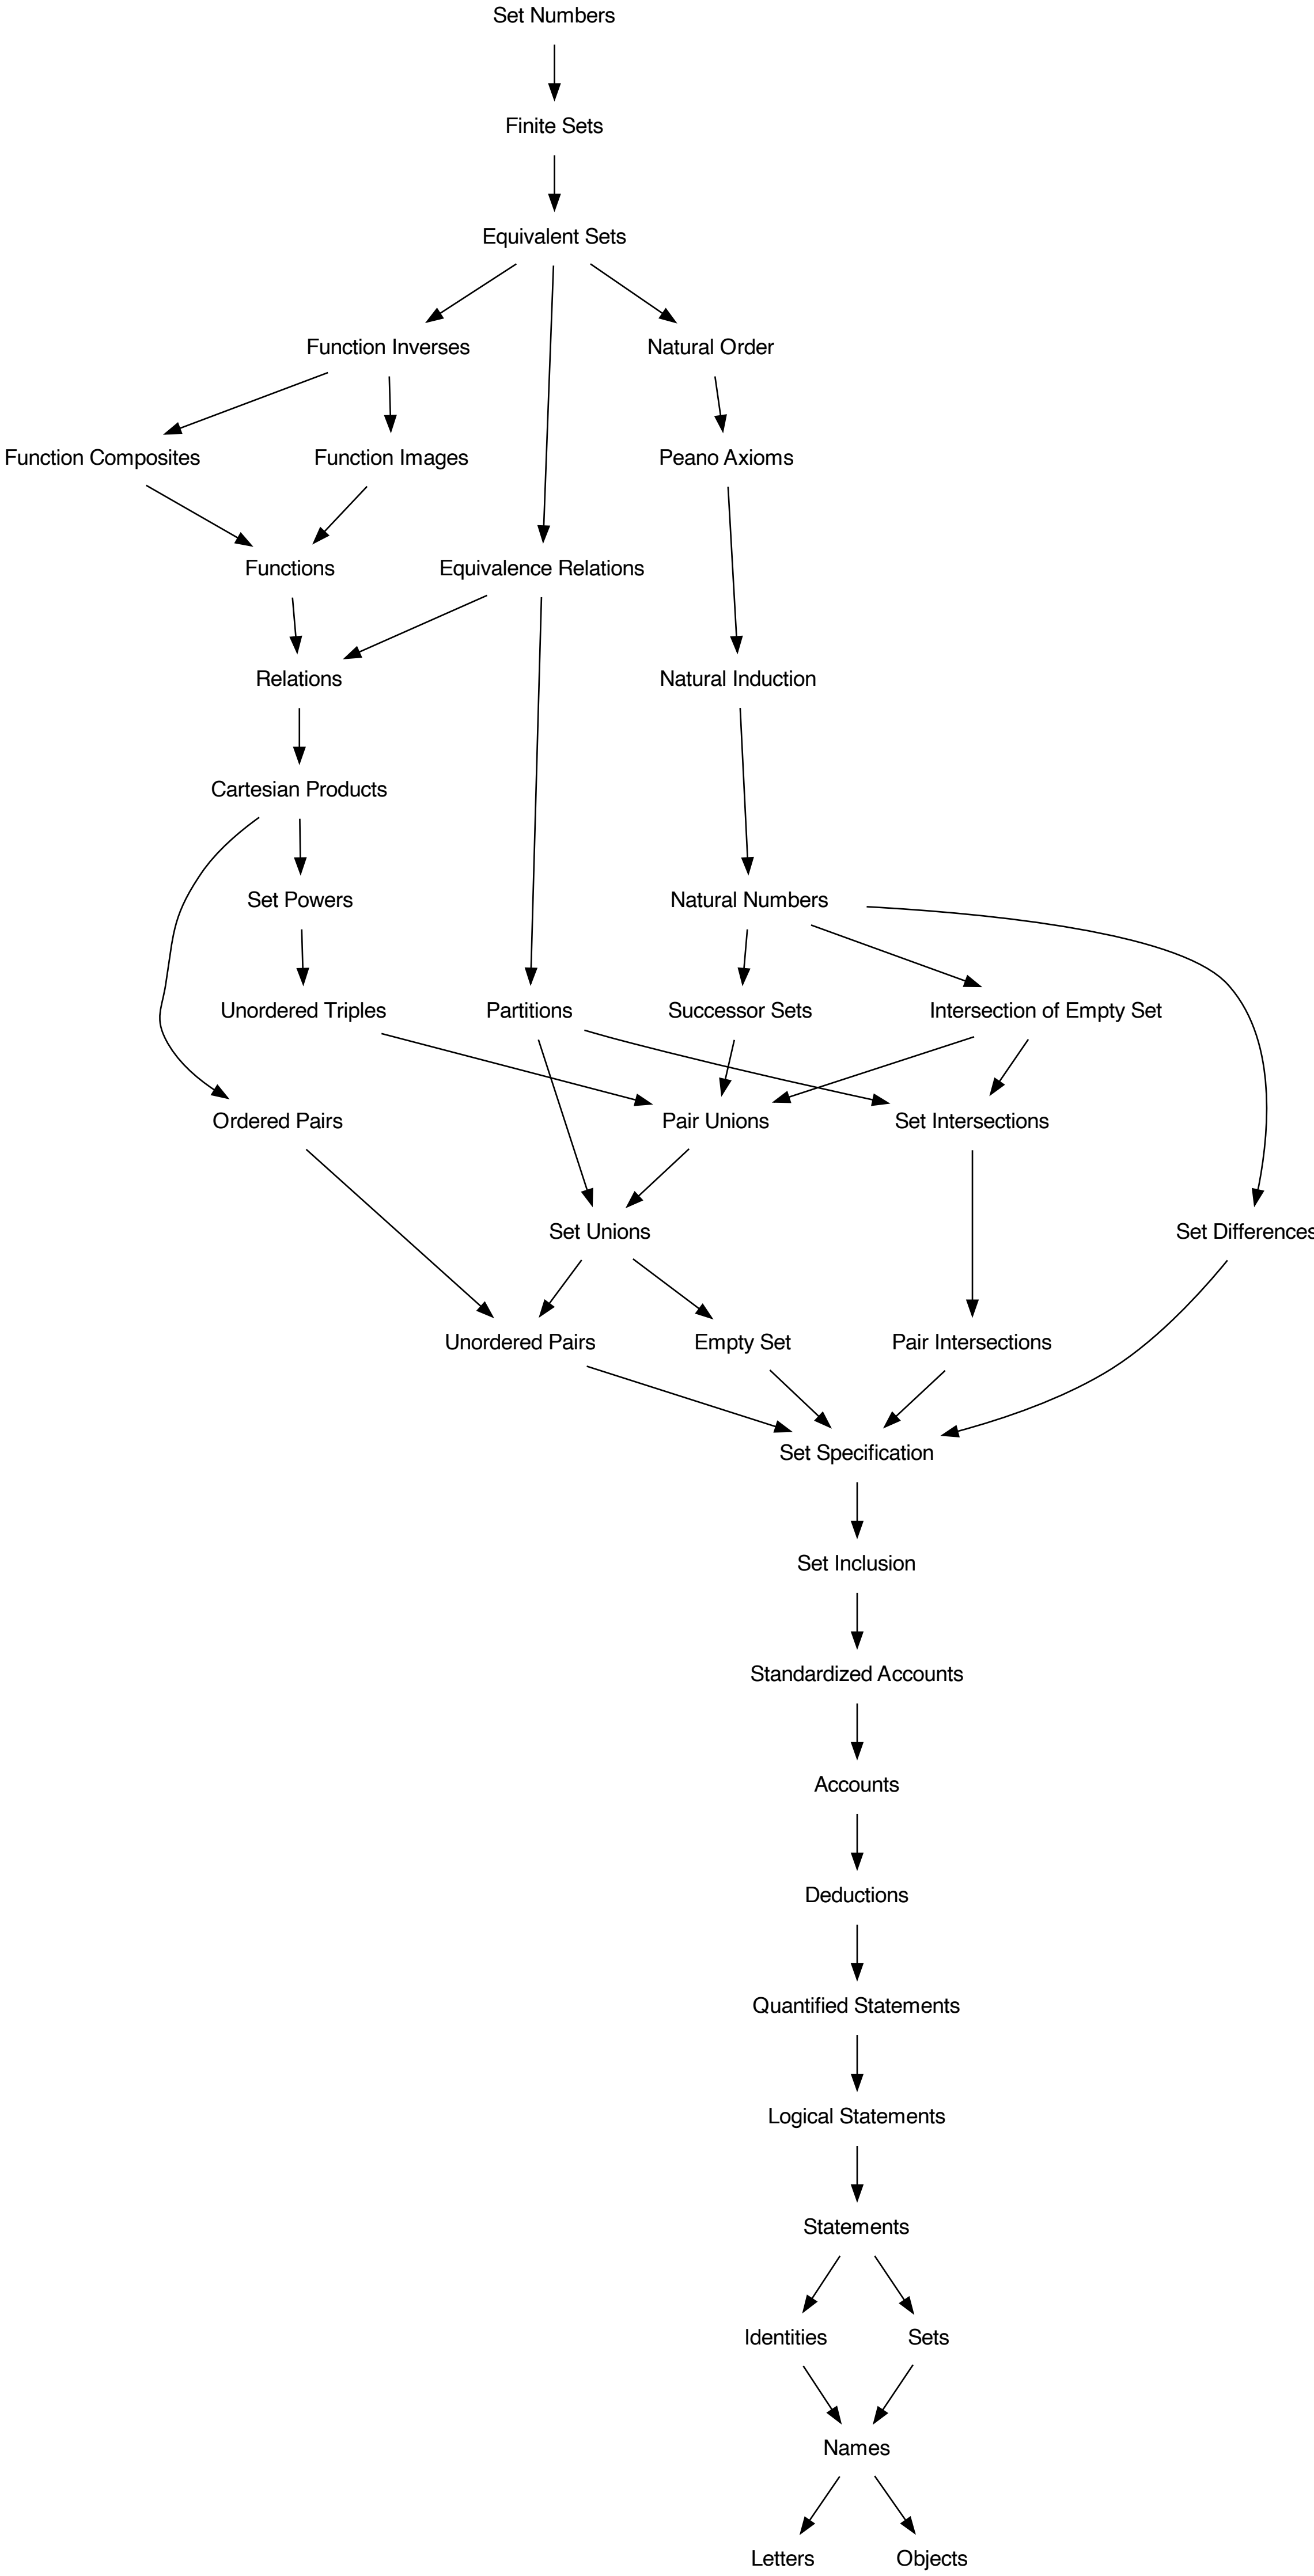 Set Numbers
Finite Sets
Equivalent Sets
Function Inverses
Natural Order
Function Composites
Function Images
Peano Axioms
Functions
Equivalence Relations
Relations
Natural Induction
Cartesian Products
Set Powers
Natural Numbers
Unordered Triples
Partitions
Successor Sets
Intersection of Empty Set
Ordered Pairs
Pair Unions
Set Intersections
Set Unions
Set Differences
Unordered Pairs
Empty Set
Pair Intersections
Set Specification
Set Inclusion
Standardized Accounts
Accounts
Deductions
Quantified Statements
Logical Statements
Statements
Identities
Sets
Names
Letters
Objects